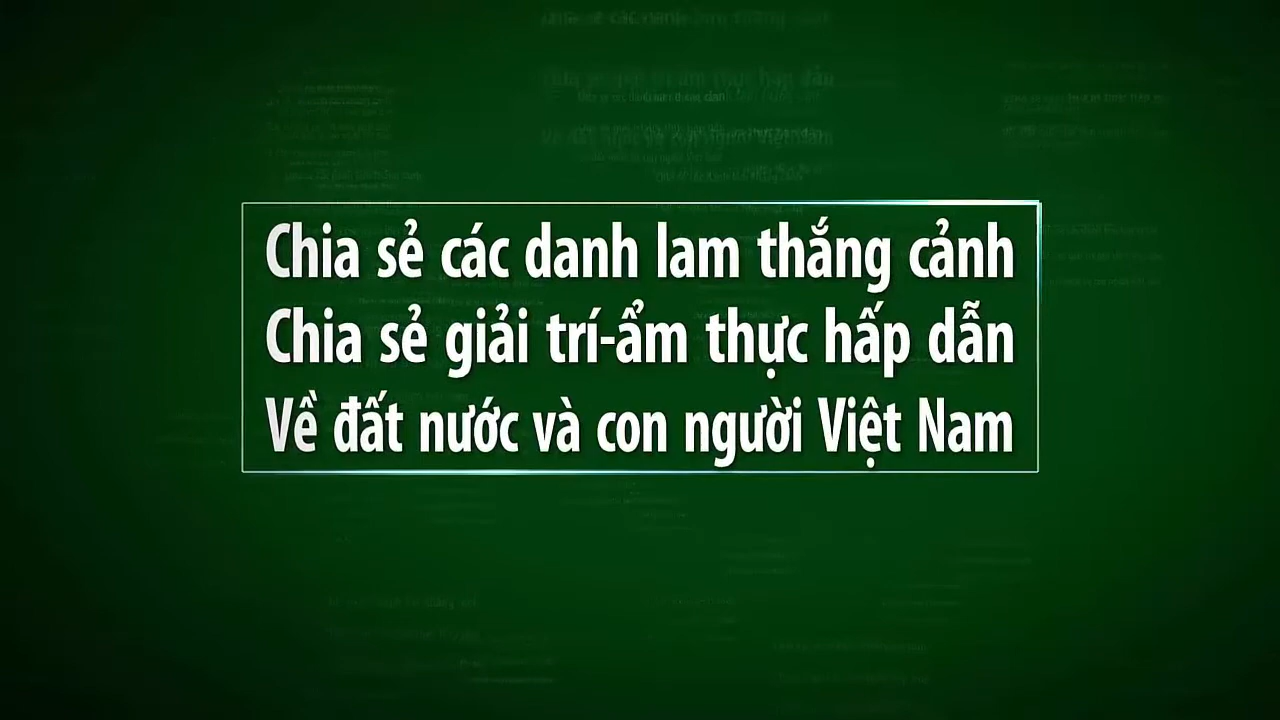 Chia sẻ các danh lam thắng cảnh
Chia sẻ giải trí-ẩm thực hấp dẫn
Về đất nước và con người Việt Nam